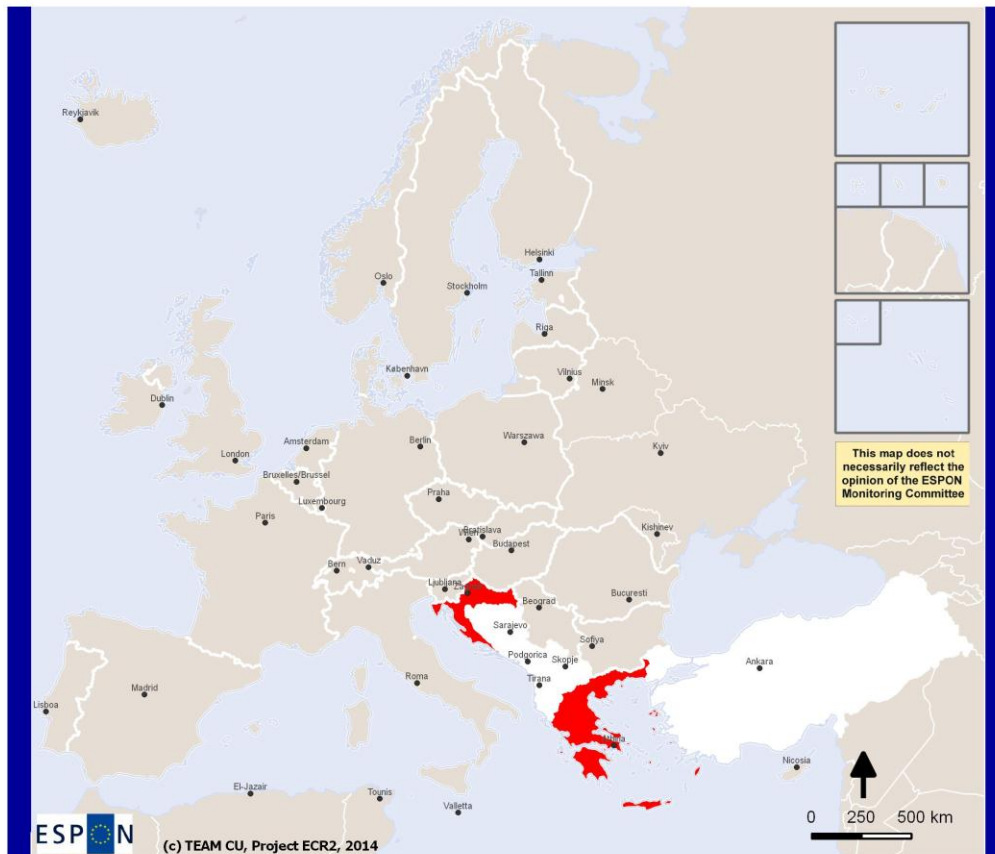 Reykjavik
Helsinki
Tallinn
Oslo
Stockholm
Riga
København
Vilnius
Minsk
Dublin
Amsterdam
Berlin
Warszawa
London
Kyiv
Bruxelles/Brussel
Luxembourg
Praha
Paris
Kishinev
Bratislava
Wien
Budapest
Bern
Vaduz
Ljubljana
Bucuresti
Beograd
Sarajevo
Sofiya
Podgorica
Skopje
Ankara
Tirana
Roma
Madrid
Lisboa
Nicosia
El-Jazair
Tounis
Valletta
This map does not
necessarily reflect the
opinion of the ESPON
Monitoring Committee
0 250 500 km
ESPON
(c) TEAM CU, Project ECR2, 2014